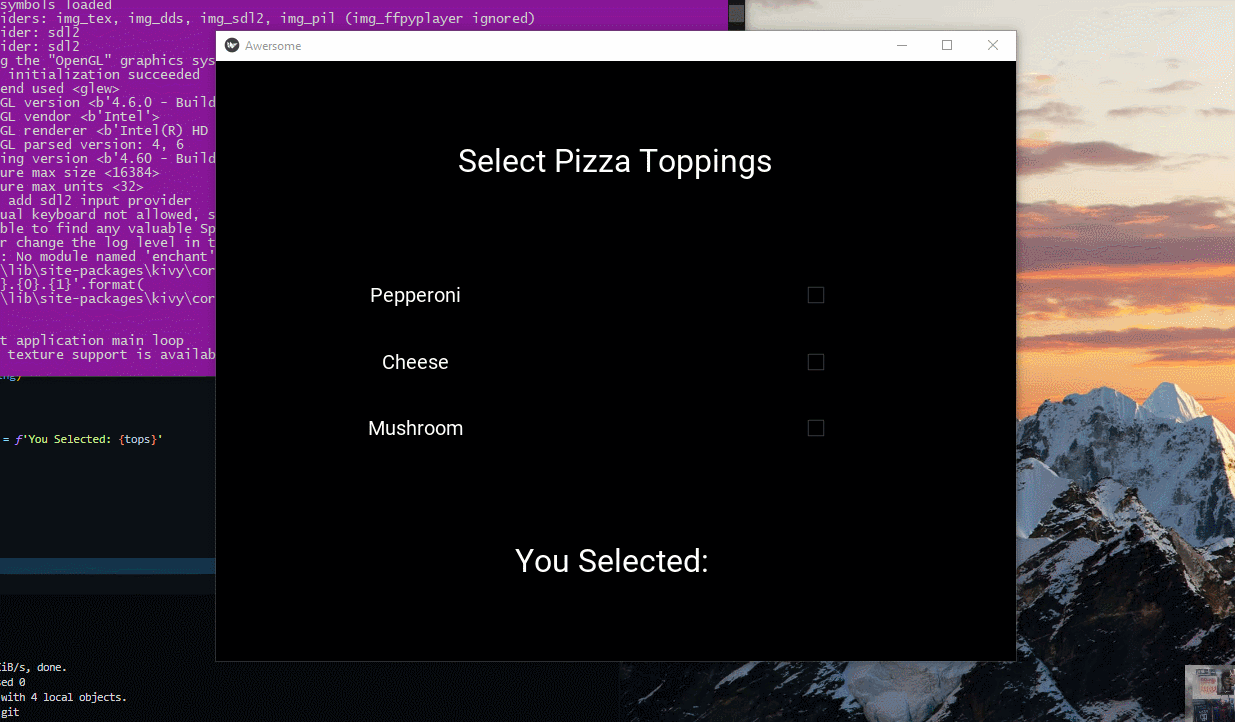 symbols loaded
iders: img_tex, img_dds, img_sdl2, img_pil (img_ffpyplayer ignored)
ider: sdl2
ider: sdl2
g the "OpenGL" graphics sys
initialization succeeded
end used <glew>
GL version <b'4.6.0 - Build
GL vendor <b'Intel'>
GL renderer <b'Intel(R) HD
GL parsed version: 4, 6
ing version <b'4.60 - Build
ure max size <16384>
ure max units <32>
add sdl2 input provider
ual keyboard not allowed, s
ble to find any valuable Sp
r change the log level in t
: No module named 'enchant'
\lib\site-packages\kivy\cor
}.{0}.{1}'.format(
\lib\site-packages\kivy\cor
t application main loop
texture support is availab
= f'You Selected: {tops}'
iB/s, done.
sed 0
with 4 local objects.
git
Awersome
Select Pizza Toppings
Pepperoni
Cheese
Mushroom
You Selected: